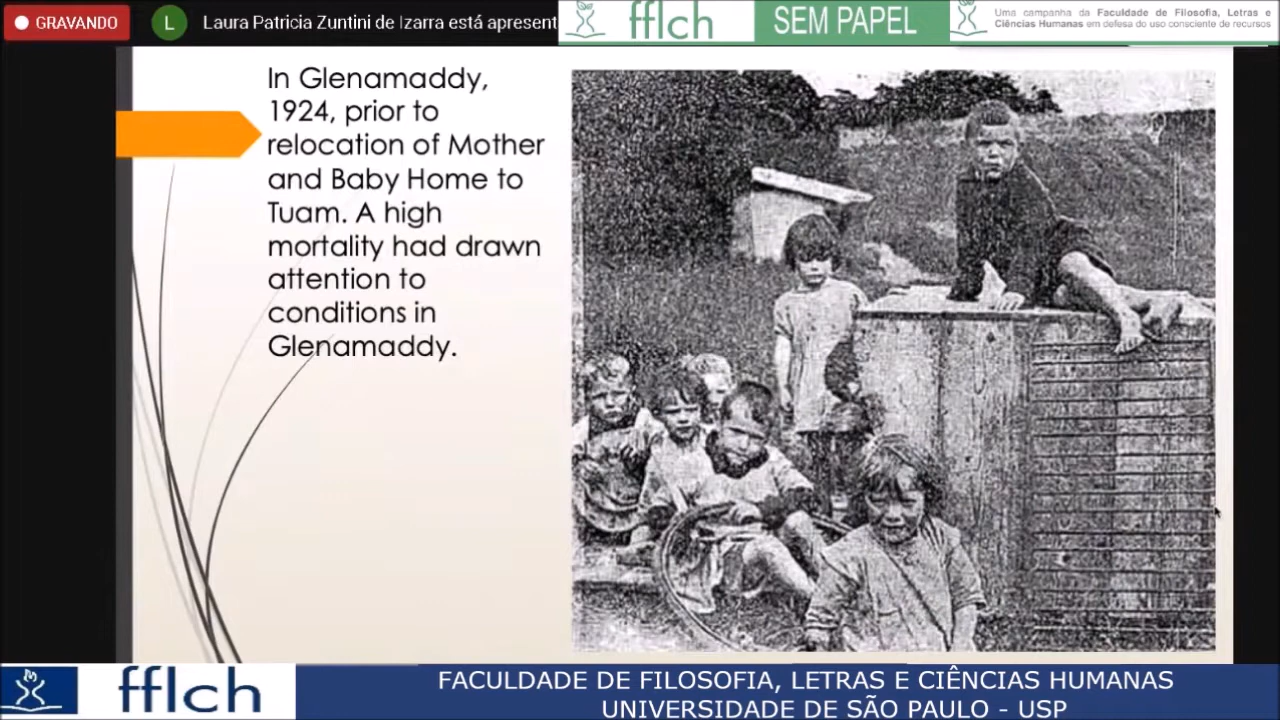 GRAVANDO
L
Laura Patricia Zuntini de Izarra está apresent
fflch
SEM PAPEL
Uma campanha da Faculdade de Filosofia, Letras e
Ciências Humanas em defesa do uso consciente de recursos
In Glenamaddy,
1924, prior to
relocation of Mother
and Baby Home to
Tuam. A high
mortality had drawn
attention to
conditions in
Glenamaddy.
fflch
FACULDADE DE FILOSOFIA, LETRAS E CIÊNCIAS HUMANAS
UNIVERSIDADE DE SÃO PAULO - USP